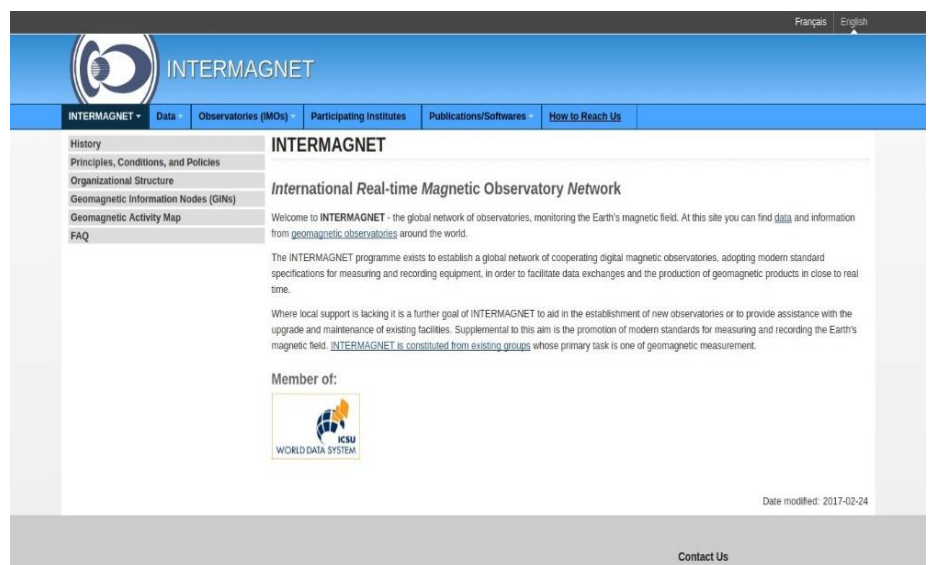 Français English
INTERMAGNET
INTERMAGNET Data Observatories (IMOs) Participating Institutes Publications/Softwares How to Reach Us
History
Principles, Conditions, and Policies
Organizational Structure
Geomagnetic Information Nodes (GINs)
Geomagnetic Activity Map
FAQ
INTERMAGNET
International Real-time Magnetic Observatory Network
Welcome to INTERMAGNET - the global network of observatories, monitoring the Earth's magnetic field. At this site you can find data and information
from geomagnetic observatories around the world.
The INTERMAGNET programme exists to establish a global network of cooperating digital magnetic observatories, adopting modern standard
specifications for measuring and recording equipment, in order to facilitate data exchanges and the production of geomagnetic products in close to real
time.
Where local support is lacking it is a further goal of INTERMAGNET to aid in the establishment of new observatories or to provide assistance with the
upgrade and maintenance of existing facilities. Supplemental to this aim is the promotion of modern standards for measuring and recording the Earth's
magnetic field. INTERMAGNET is constituted from existing groups whose primary task is one of geomagnetic measurement.
Member of:
ICSU
WORLD DATA SYSTEM
Date modified: 2017-02-24
Contact Us